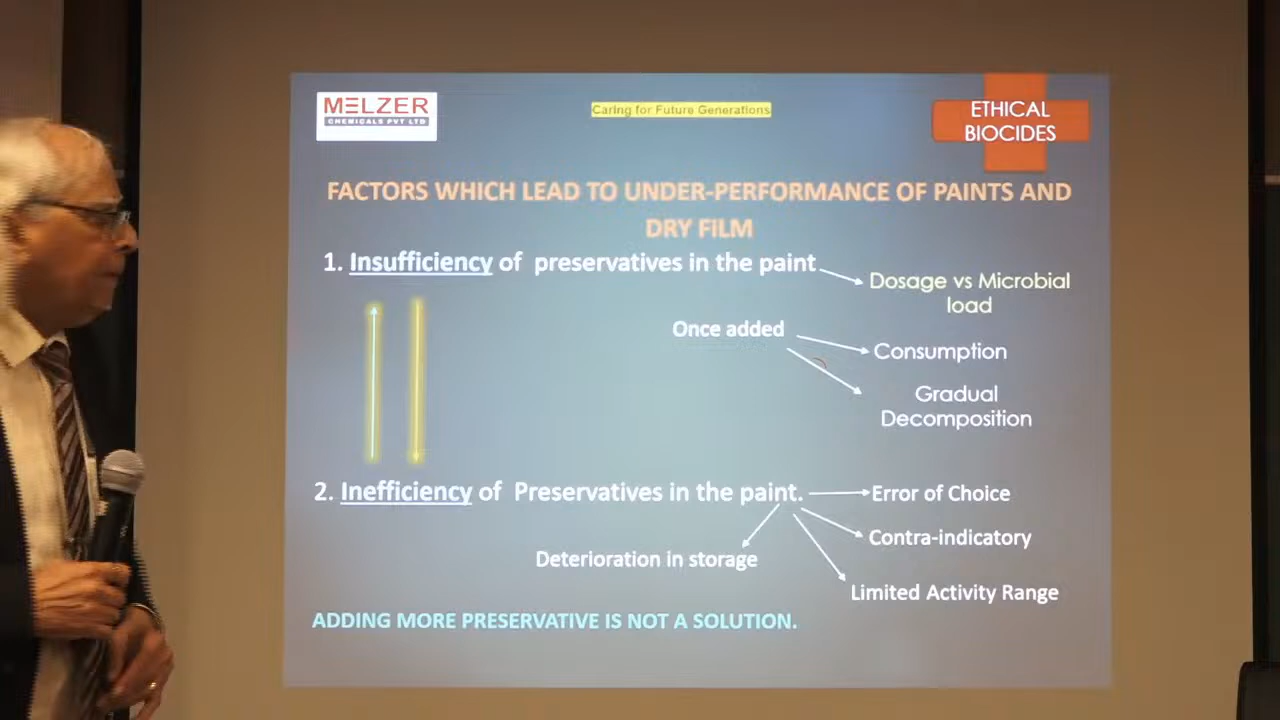 MELZER
CHEMICALS PVT LTD
Caring for Future Generations
ETHICAL
BIOCIDES
FACTORS WHICH LEAD TO UNDER-PERFORMANCE OF PAINTS AND
DRY FiLM
1. Insufficiency of preservatives in the paint
Dosage vs Microbial
load
Once added
Consumption
Gradual
Decomposition
2. Inefficiency of Preservatives in the paint.
Error of Choice
Contra-indicatory
Deterioration in storage
Limited Activity Range
ADDING MORE PRESERVATIVE IS NOT A SOLUTION.